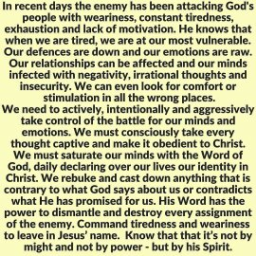 In recent days the enemy has been attacking God's
people with weariness, constant tiredness,
exhaustion and lack of motivation. He knows that
when we are tired, we are at our most vulnerable.
Our defences are down and our emotions are raw.
Our relationships can be affected and our minds
infected with negativity, irrational thoughts and
insecurity. We can even look for comfort or
stimulation in all the wrong places.
We need to actively, intentionally and aggressively
take control of the battle for our minds and
emotions. We must consciously take every
thought captive and make it obedient to Christ.
We must saturate our minds with the Word of
God, daily declaring over our lives our identity in
Christ. We rebuke and cast down anything that is
contrary to what God says about us or contradicts
what He has promised for us. His Word has the
power to dismantle and destroy every assignment
of the enemy. Command tiredness and weariness
to leave in Jesus' name. Know that that's not by
might and not by power - but by his Spirit.